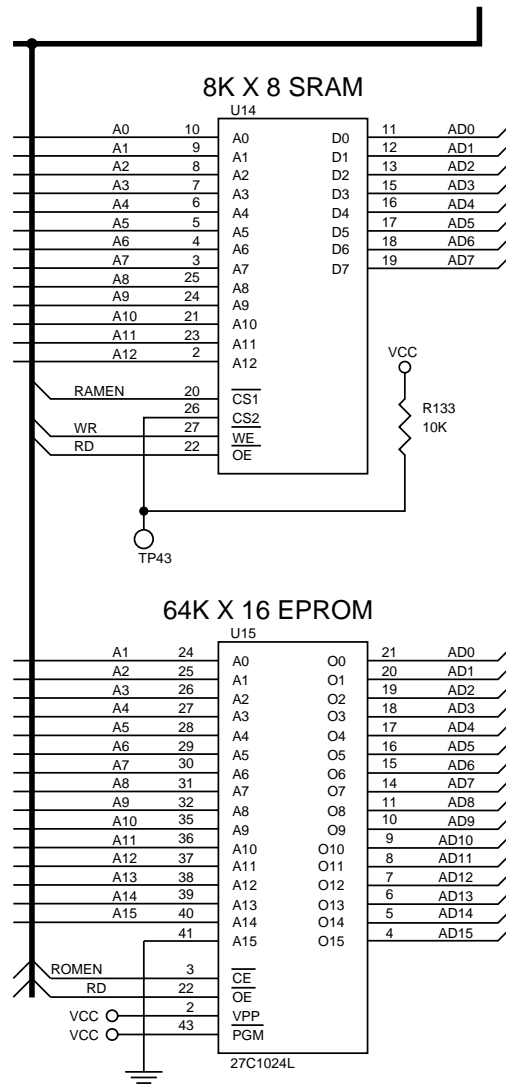 8K X 8 SRAM
U14
A0 10 A0 D0 11 AD0
A1 9 A1 D1 12 AD1
A2 8 A2 D2 13 AD2
A3 7 A3 D3 15 AD3
A4 6 A4 D4 16 AD4
A5 5 A5 D5 17 AD5
A6 4 A6 D6 18 AD6
A7 3 A7 D7 19 AD7
A8 25 A8
A9 24 A9
A10 21 A10
A11 23 A11
A12 2 A12
VCC
RAMEN 20 CS1
26 CS2
WR 27 WE
RD 22 OE
R133
10K
TP43
64K X 16 EPROM
U15
A1 24 A0 O0 21 AD0
A2 25 A1 O1 20 AD1
A3 26 A2 O2 19 AD2
A4 27 A3 O3 18 AD3
A5 28 A4 O4 17 AD4
A6 29 A5 O5 16 AD5
A7 30 A6 O6 15 AD6
A8 31 A7 O7 14 AD7
A9 32 A8 O8 11 AD8
A10 35 A9 O9 10 AD9
A11 36 A10 O10 9 AD10
A12 37 A11 O11 8 AD11
A13 38 A12 O12 7 AD12
A14 39 A13 O13 6 AD13
A15 40 A14 O14 5 AD14
41 A15 O15 4 AD15
ROMEN 3 CE
RD 22 OE
VCC 2 VPP
VCC 43 PGM
27C1024L